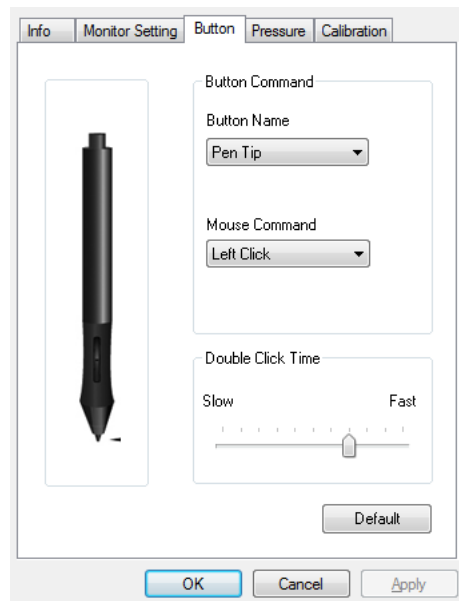 Info Monitor Setting Button Pressure Calibration
Button Command
Button Name
Pen Tip
Mouse Command
Left Click
Double Click Time
Slow Fast
Default
OK Cancel Apply